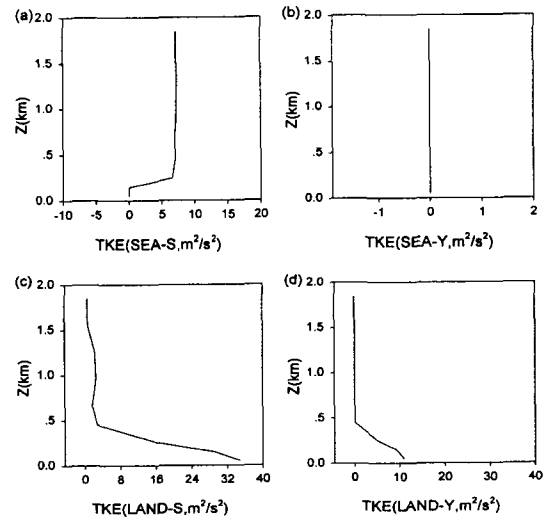 (a)
2.0
1.5
1.0
.5
0.0
Z(km)
-10 -5 0 5 10 15 20
TKE(SEA-S,m²/s²)
(b)
2.0
1.5
1.0
.5
0.0
Z(km)
-1 0 1 2
TKE(SEA-Y,m²/s²)
(c)
2.0
1.5
1.0
.5
0.0
Z(km)
0 8 16 24 32 40
TKE(LAND-S,m²/s²)
(d)
2.0
1.5
1.0
.5
0.0
Z(km)
0 10 20 30 40
TKE(LAND-Y,m²/s²)